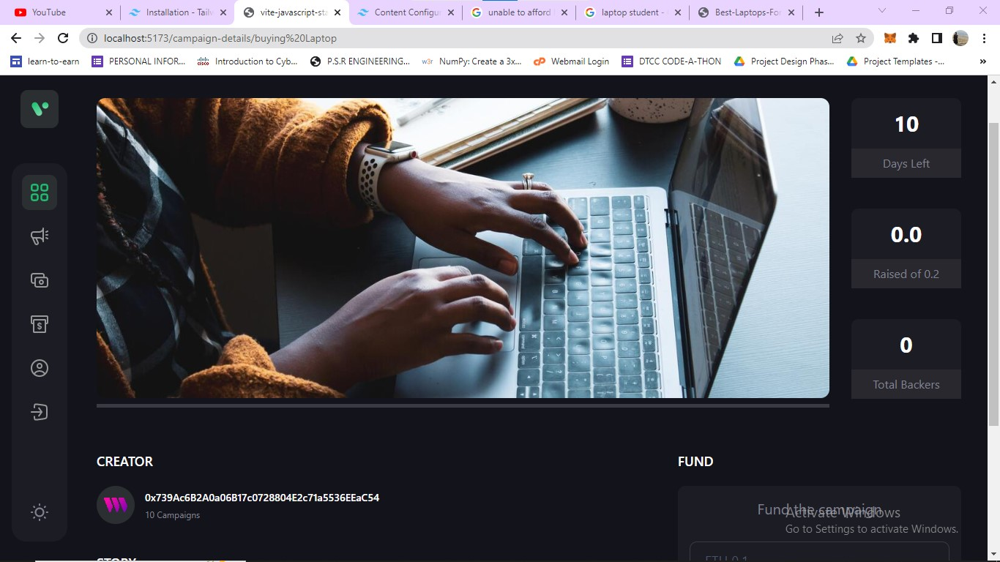 YouTube
Installation - Tailw
vite-javascript-sta
Content Configur
unable to afford
laptop student -
Best-Laptops-For
localhost:5173/campaign-details/buying%20Laptop
learn-to-earn
PERSONAL INFOR...
Introduction to Cyb...
P.S.R ENGINEERING...
NumPy: Create a 3x...
Webmail Login
DTCC CODE-A-THON
Project Design Phas...
Project Templates -...
»
10
Days Left
0.0
Raised of 0.2
0
Total Backers
CREATOR
FUND
0x739Ac6B2A0a06B17c0728804E2c71a5536EEaC54
10 Campaigns
Fund the campaign
Activate Windows
Go to Settings to activate Windows.
STORY
ETH 0.1